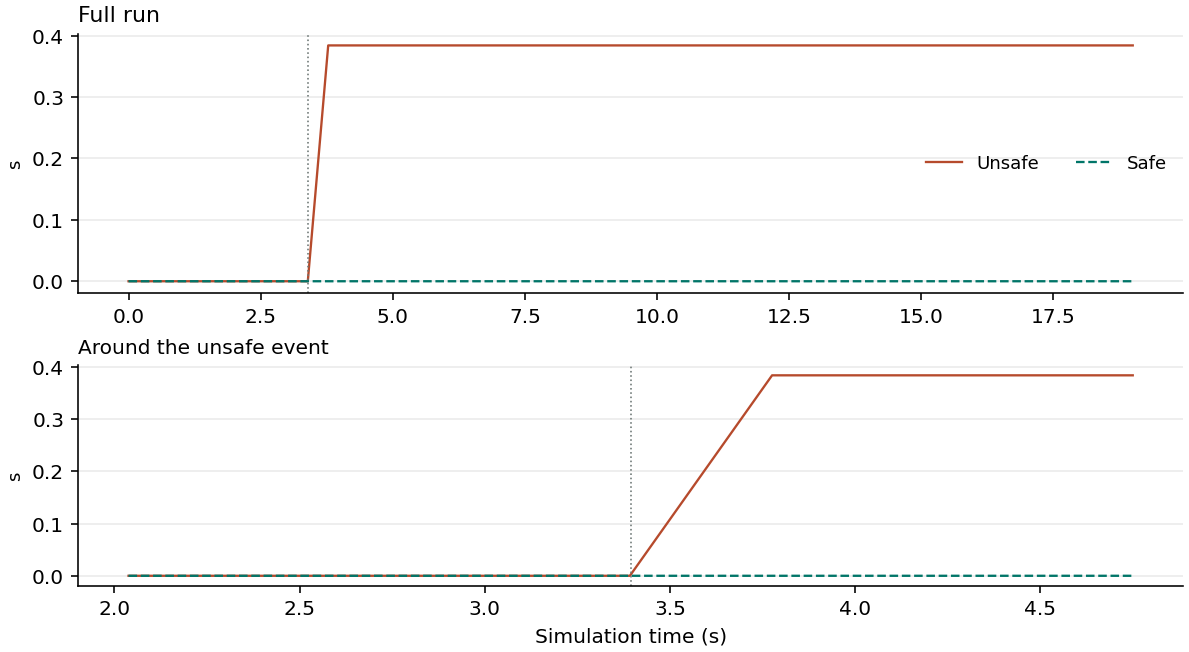 Full run
0.4
0.3
s
0.2
Unsafe
Safe
0.1
0.0
0.0 2.5 5.0 7.5 10.0 12.5 15.0 17.5
Around the unsafe event
0.4
0.3
s
0.2
0.1
0.0
2.0 2.5 3.0 3.5 4.0 4.5
Simulation time (s)